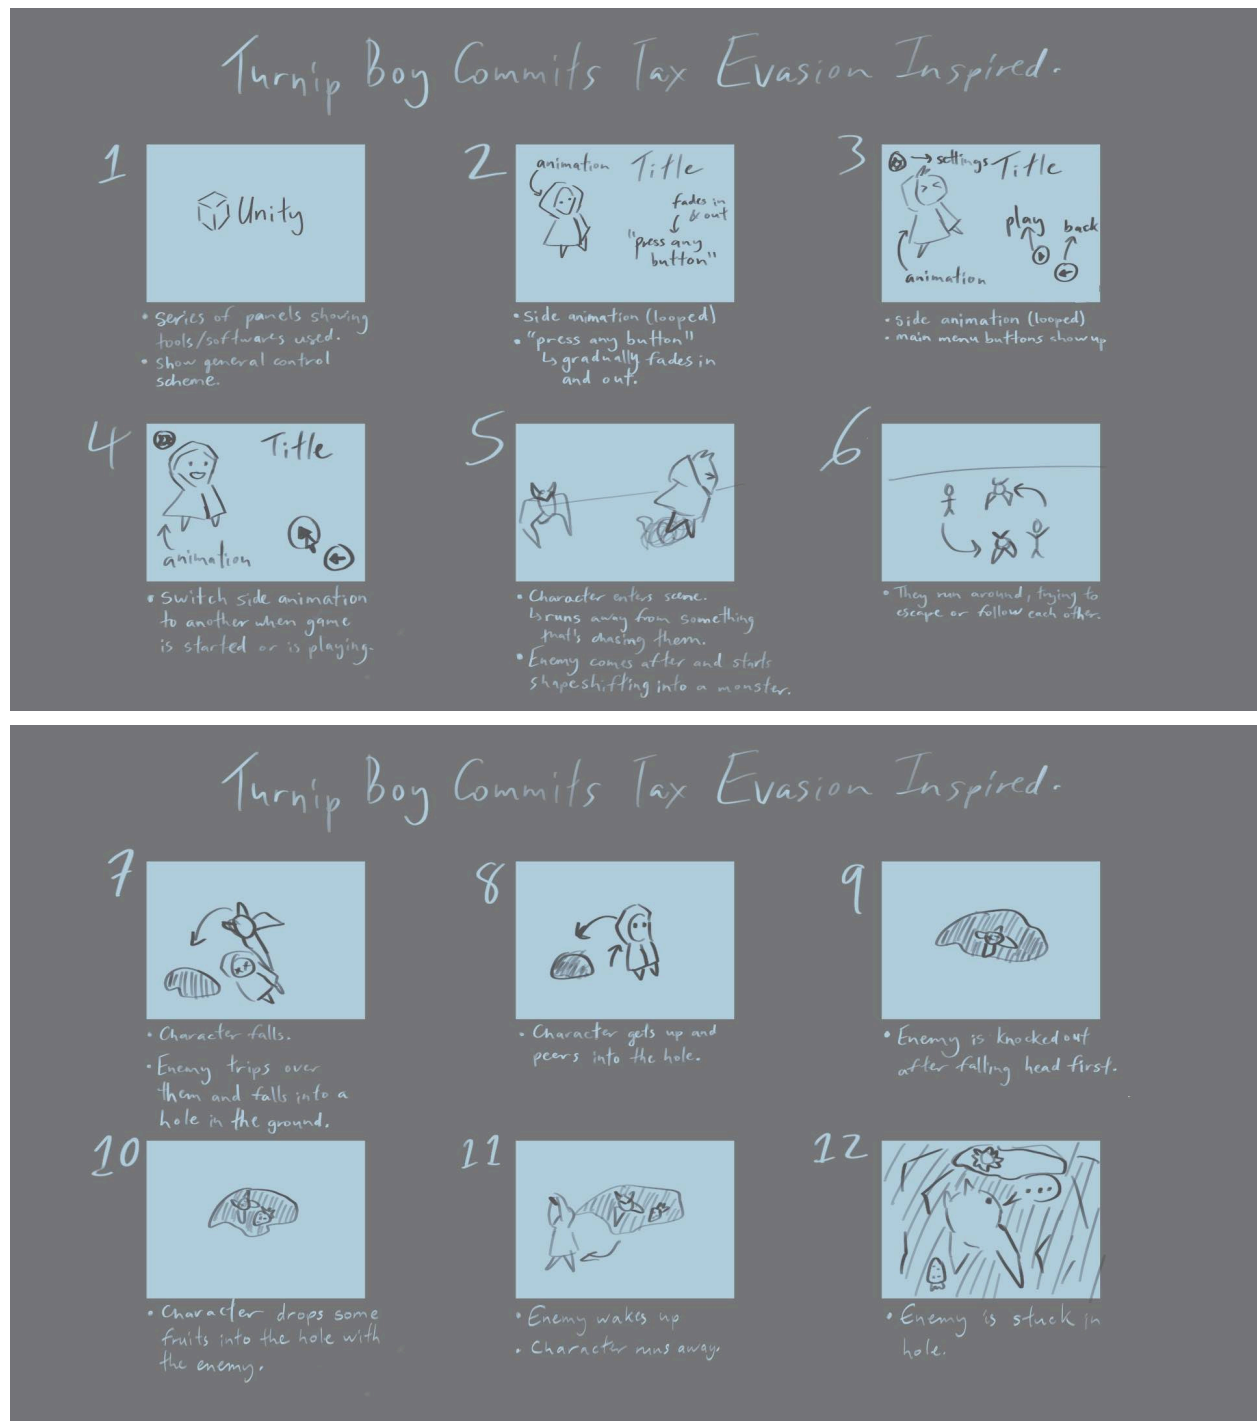 Turnip Boy Commits Tax Evasion Inspired.
1
Unity
• Series of panels showing
tools/softwares used.
• Show general control
scheme.
2
animation
Title
fades in
& out
"press any
button"
• Side animation (looped)
• "press any button"
↳ gradually fades in
and out.
3
→ settings
Title
play
back
animation
• side animation (looped)
• main menu buttons show up
4
Title
animation
• Switch side animation
to another when game
is started or is playing.
5
• Character enters scene.
↳ runs away from something
that's chasing them.
• Enemy comes after and starts
shapeshifting into a monster.
6
• They run around, trying to
escape or follow each other.
Turnip Boy Commits Tax Evasion Inspired.
7
• Character falls.
• Enemy trips over
them and falls into a
hole in the ground.
8
• Character gets up and
peers into the hole.
9
• Enemy is knocked out
after falling head first.
10
• Character drops some
fruits into the hole with
the enemy.
11
• Enemy wakes up
• Character runs away.
12
...
• Enemy is stuck in
hole.